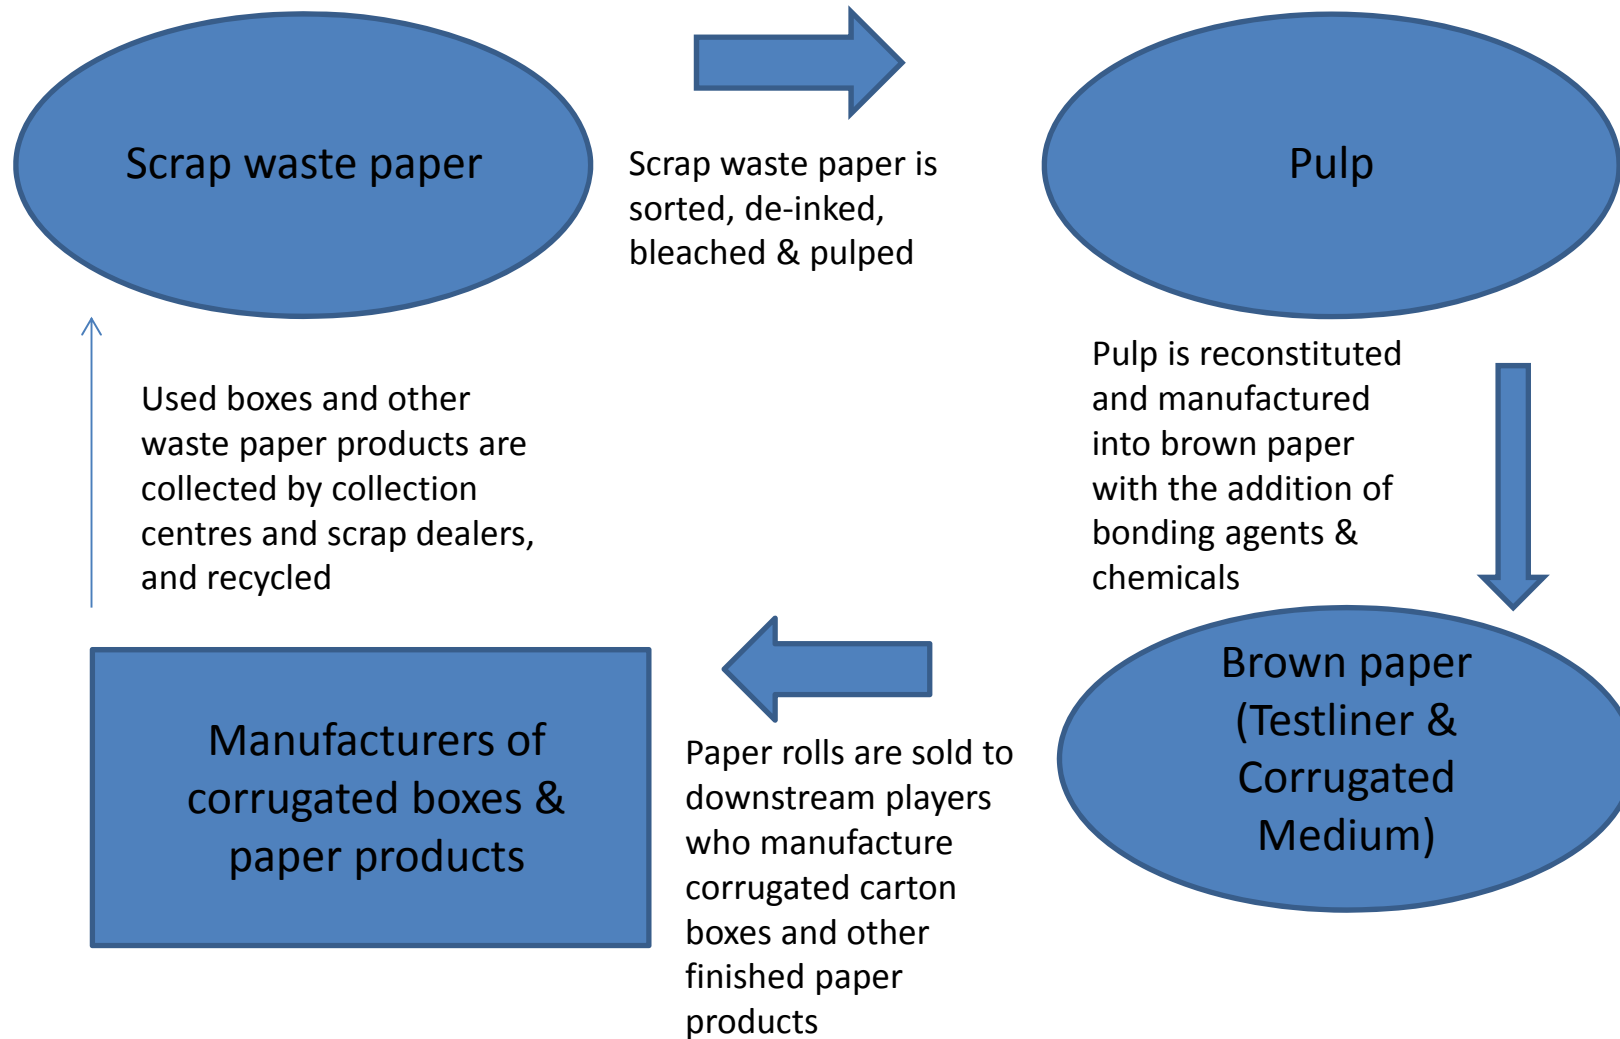 Scrap waste paper
Scrap waste paper is
sorted, de-inked,
bleached & pulped
Pulp
Pulp is reconstituted
and manufactured
into brown paper
with the addition of
bonding agents &
chemicals
Brown paper
(Testliner &
Corrugated
Medium)
Paper rolls are sold to
downstream players
who manufacture
corrugated carton
boxes and other
finished paper
products
Manufacturers of
corrugated boxes &
paper products
Used boxes and other
waste paper products are
collected by collection
centres and scrap dealers,
and recycled